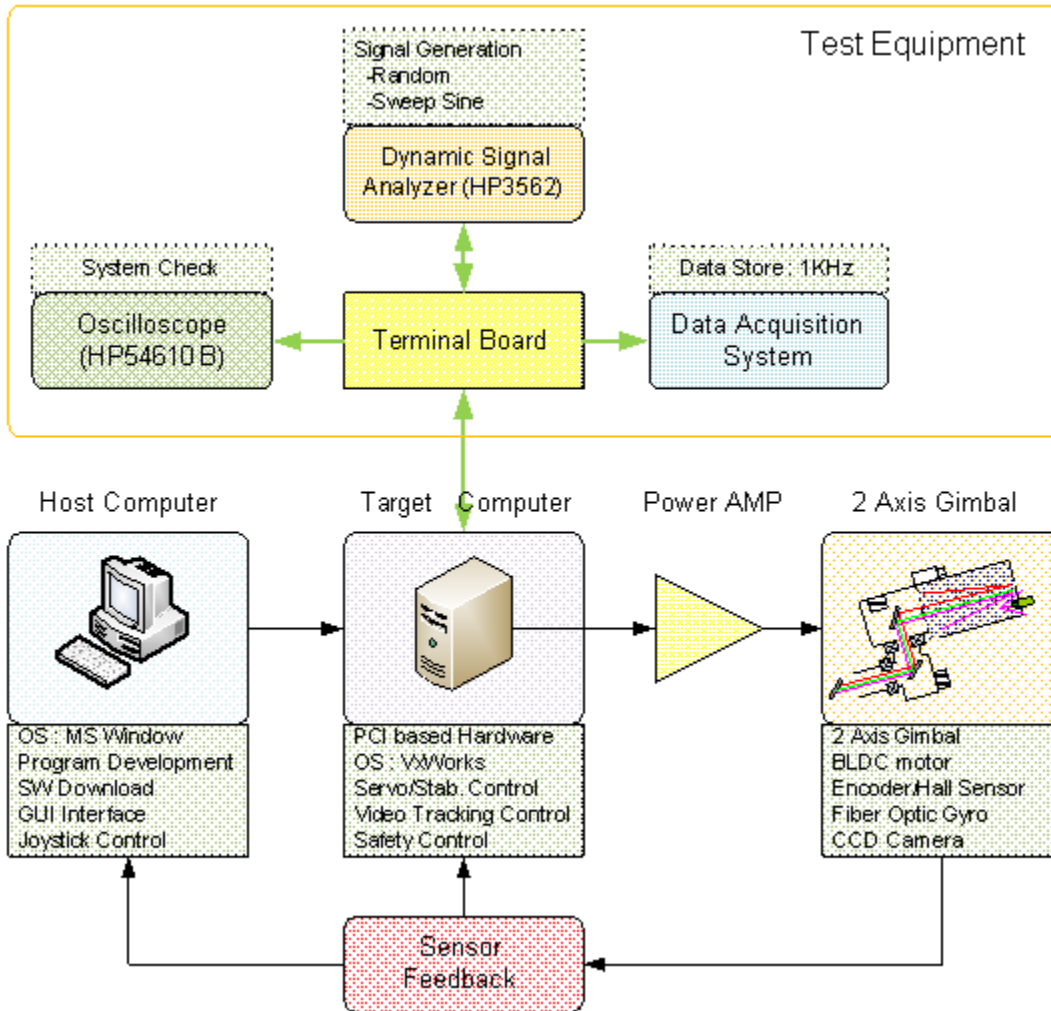 Test Equipment
Signal Generation
-Random
-Sweep Sine
Dynamic Signal
Analyzer (HP3562)
System Check
Oscilloscope
(HP54610 B)
Terminal Board
Data Store : 1KHz
Data Acquisition
System
Host Computer
Target Computer
Power AMP
2 Axis Gimbal
OS : MS Window
Program Development
SW Download
GUI Interface
Joystick Control
PCI based Hardware
OS : VxWorks
Servo/Stab. Control
Video Tracking Control
Safety Control
2 Axis Gimbal
BLDC motor
Encoder/Hall Sensor
Fiber Optic Gyro
CCD Camera
Sensor
Feedback